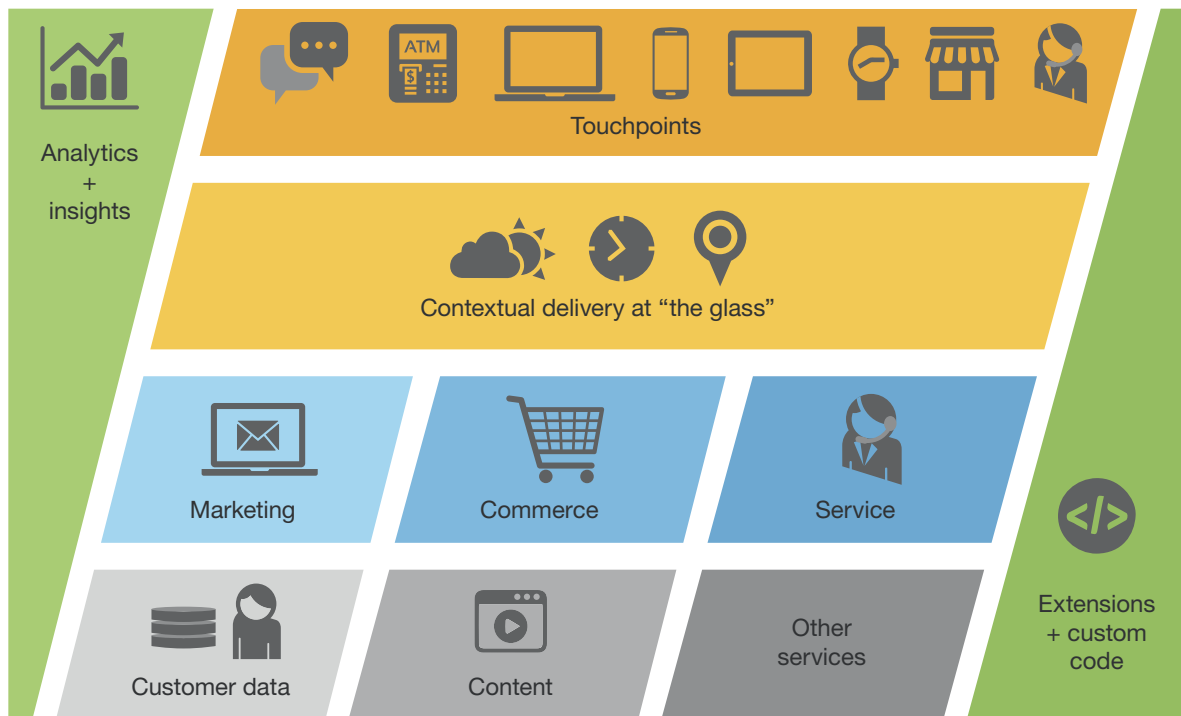 ATM
$
Touchpoints
Analytics
+
insights
Contextual delivery at “the glass”
Marketing
Commerce
Service
</>
Customer data
Content
Other
services
Extensions
+ custom
code